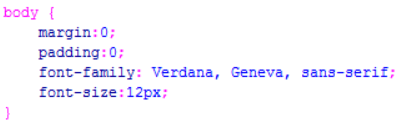 body {
    margin:0;
    padding:0;
    font-family: Verdana, Geneva, sans-serif;
    font-size:12px;
}